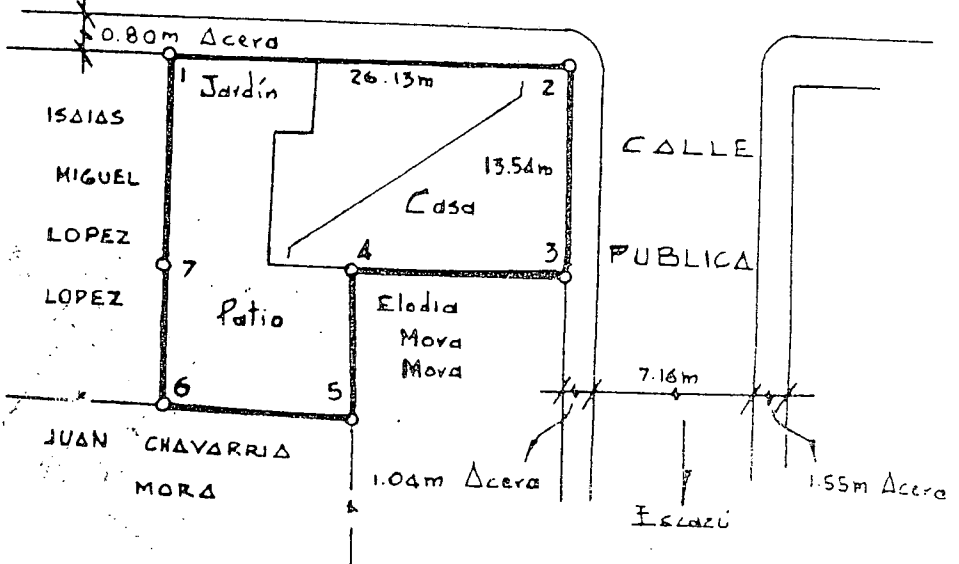 0.80m Acera
1
Jardín
26.13m
2
ISAIAS
MIGUEL
LOPEZ
LOPEZ
CALLE
PUBLICA
13.54m
Casa
3
4
7
Patio
Elodia
Mora
Mora
6
5
7.16m
JUAN CHAVARRIA
MORA
1.04m Acera
1.55m Acera
Escazú